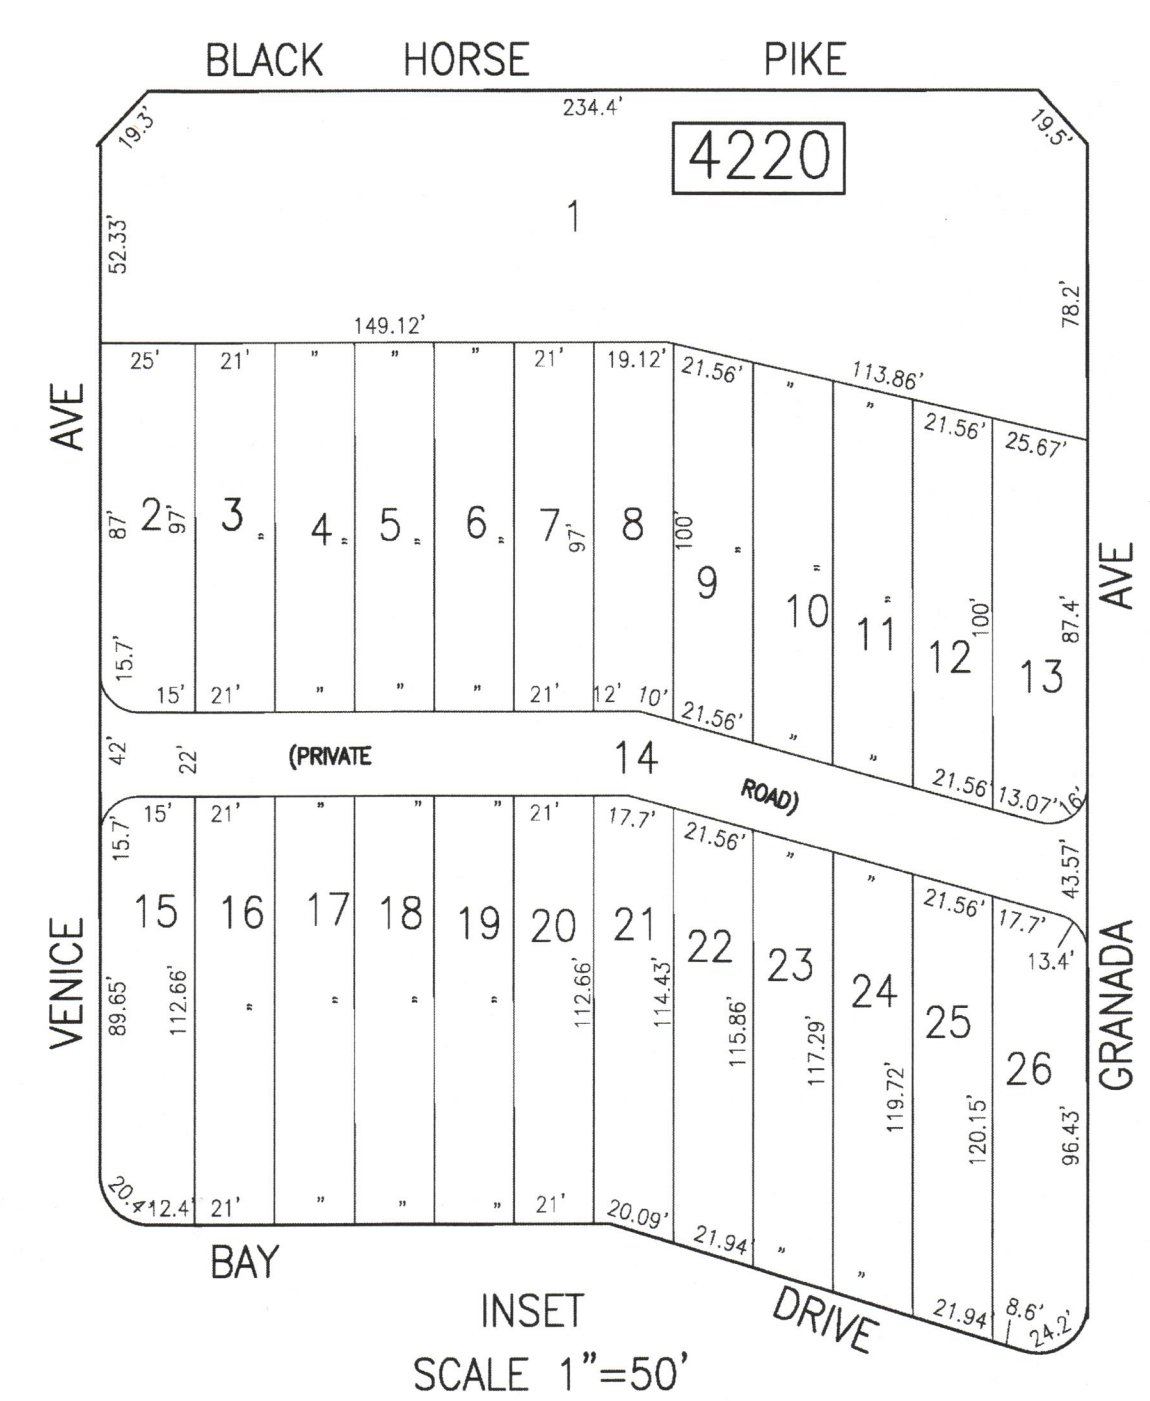 BLACK HORSE PIKE
234.4'
19.3'
19.5'
4220
1
52.33'
78.2'
149.12'
113.86'
25' 21' " " " 21' 19.12' 21.56' " " 21.56' 25.67'
AVE
AVE
87' 2 97' 3 " 4 " 5 " 6 " 7 97' 8 100' 9 " 10 " 11 " 12 100' 13 87.4'
15.7' 15' 21' " " " 21' 12' 10' 21.56' " " 21.56' 13.07' 16'
42' 22' (PRIVATE 14 ROAD) 43.57'
15.7' 15' 21' " " " 21' 17.7' 21.56' " " 21.56' 17.7' 13.4'
15 16 17 18 19 20 21 22 23 24 25 26
VENICE
GRANADA
89.65' 112.66' " " " " 112.66' 114.43' 115.86' 117.29' 119.72' 120.15' 96.43'
20.4' 12.4' 21' " " " 21' 20.09' 21.94' " " 21.94' 8.6' 24.2'
BAY DRIVE
INSET
SCALE 1"=50'